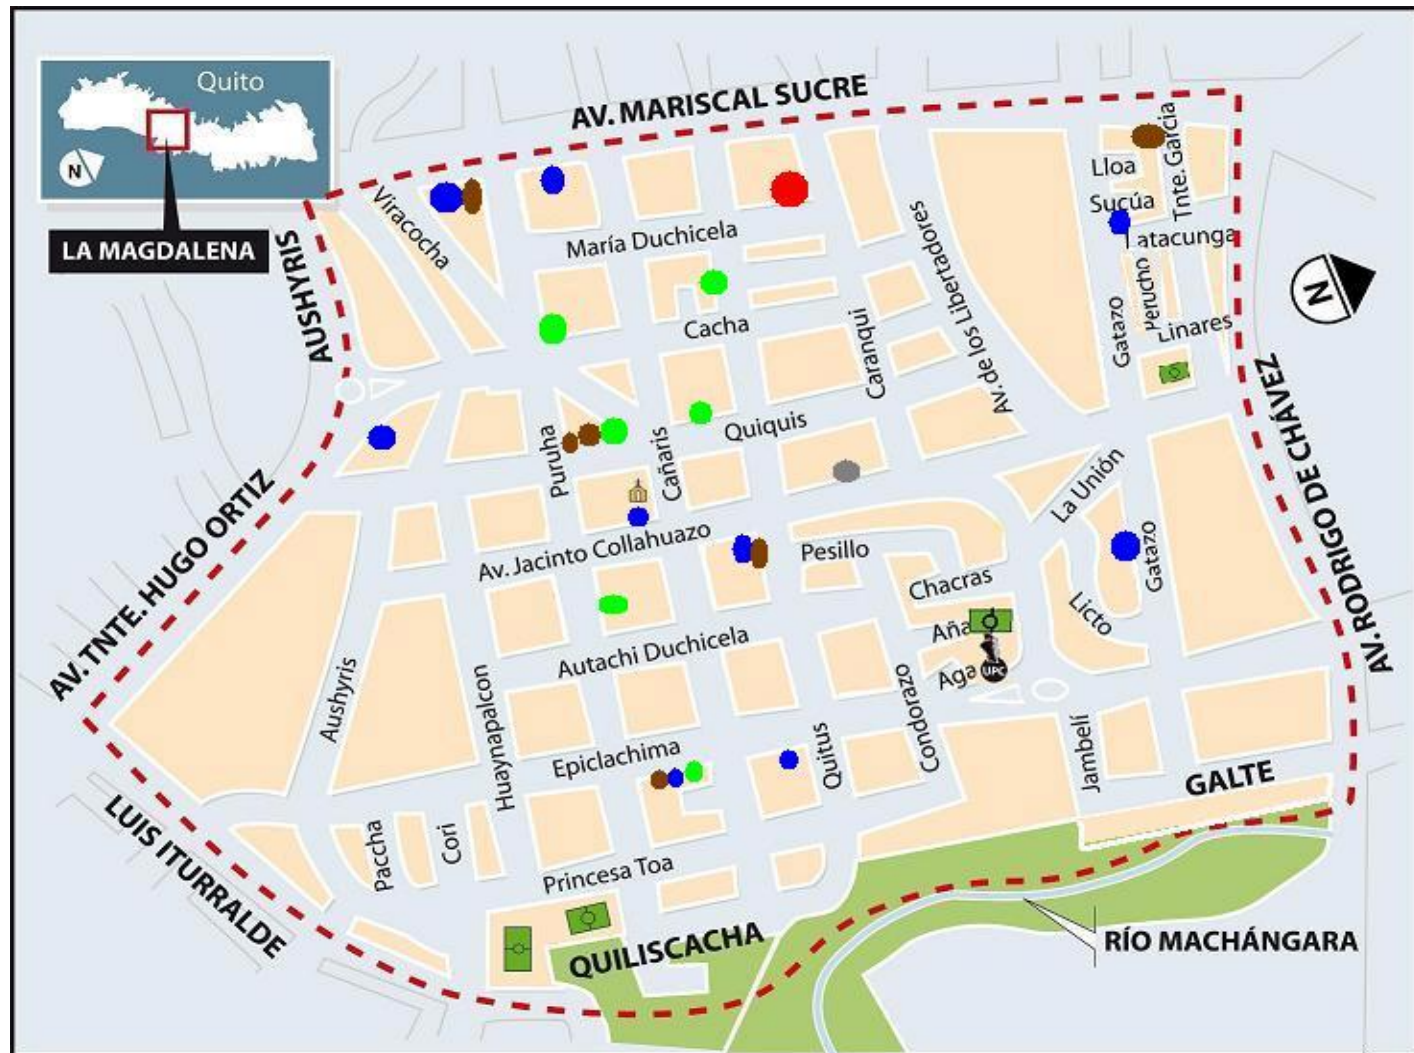 Quito
N
LA MAGDALENA
AV. MARISCAL SUCRE
Viracocha
AUSHYRIS
María Duchicela
Cacha
Caranqui
Av. de los Libertadores
Lloa
Sucúa
Tnte. Garcia
Latacunga
Perucho
Gatazo
Linares
N
AV. RODRIGO DE CHÁVEZ
Quiquis
Puruha
Cañaris
La Unión
AV. TNTE. HUGO ORTIZ
Av. Jacinto Collahuazo
Pesillo
Gatazo
Chacras
Licto
Aña
Aga
UPC
Autachi Duchicela
Aushyris
Huaynapalcon
Condorazo
Epiclachima
Quitus
Jambelí
GALTE
LUIS ITURRALDE
Paccha
Cori
Princesa Toa
QUILISCACHA
RÍO MACHÁNGARA